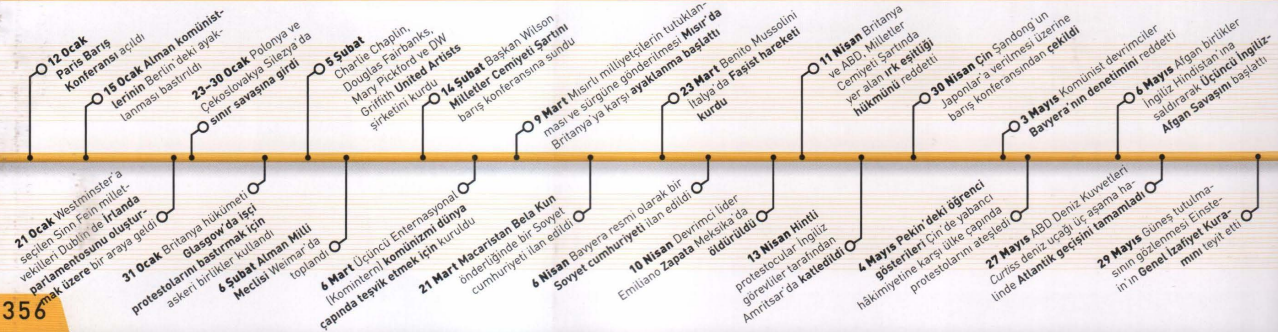 12 Ocak
Paris Barış
Konferansı açıldı
15 Ocak Alman komünist-
lerinin Berlin'deki ayak-
lanması bastırıldı
23–30 Ocak Polonya ve
Çekoslovakya Silezya'da
sınır savaşına girdi
5 Şubat
Charlie Chaplin,
Douglas Fairbanks,
Mary Pickford ve DW
Griffith United Artists
şirketini kurdu
14 Şubat Başkan Wilson
Milletler Cemiyeti Şartını
barış konferansına sundu
9 Mart Mısırlı milliyetçilerin tutuklan-
ması ve sürgüne gönderilmesi Mısır'da
Britanya'ya karşı ayaklanma başlattı
23 Mart Benito Mussolini
İtalya'da Faşist hareketi
kurdu
11 Nisan Britanya
ve ABD, Milletler
Cemiyeti Şartında
yer alan ırk eşitliği
hükmünü reddetti
30 Nisan Çin Şandong'un
Japonlar'a verilmesi üzerine
barış konferansından çekildi
3 Mayıs Komünist devrimciler
Bavyera'nın denetimini reddetti
6 Mayıs Afgan birlikler
İngiliz Hindistan'ına
saldırarak Üçüncü İngiliz-
Afgan Savaşını başlattı
21 Ocak Westminster'a
seçilen Sinn Fein millet-
vekileri Dublin'de İrlanda
parlamentosunu oluştur-
mak üzere bir araya geldi
31 Ocak Britanya hükümeti
Glasgow'da işçi
protestolarını bastırmak için
askeri birlikler kullandı
6 Şubat Alman Milli
Meclisi Weimar'da
toplandı
6 Mart Üçüncü Enternasyonal
(Komintern) komünizmi dünya
çapında teşvik etmek için kuruldu
21 Mart Macaristan Bela Kun
önderliğinde bir Sovyet
cumhuriyeti ilan edildi
6 Nisan Bavyera resmi olarak bir
Sovyet cumhuriyeti ilan edildi
10 Nisan Devrimci lider
Emiliano Zapata Meksika'da
öldürüldü
13 Nisan Hintli
protestocular İngiliz
görevliler tarafından
Amritsar'da katledildi
4 Mayıs Pekin'deki öğrenci
gösterileri Çin'de yabancı
hâkimiyetine karşı ülke çapında
protestolarını ateşledi
27 Mayıs ABD Deniz Kuvvetleri
Curtiss deniz uçağı üç aşama ha-
linde Atlantik geçişini tamamladı
29 Mayıs Güneş tutulma-
sının gözlenmesi Einste-
in'ın Genel İzafiyet Kura-
mını teyit etti
356